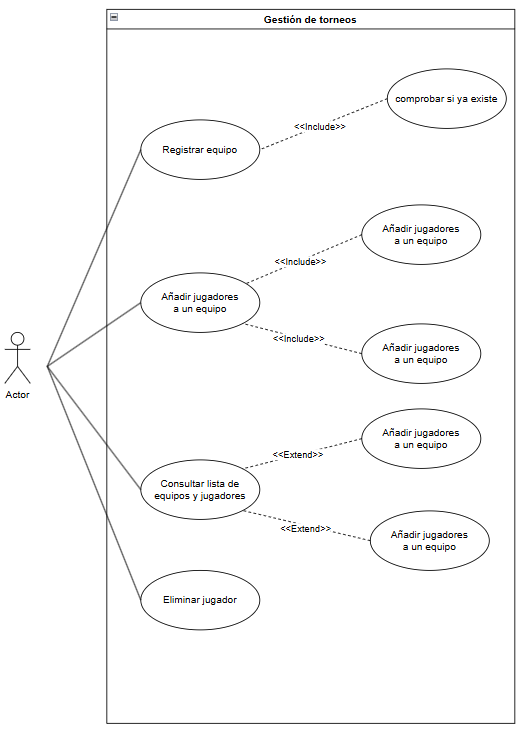 Gestión de torneos
comprobar si ya existe
<<Include>>
Registrar equipo
Añadir jugadores
a un equipo
<<Include>>
Añadir jugadores
a un equipo
<<Include>>
Añadir jugadores
a un equipo
Actor
Añadir jugadores
a un equipo
<<Extend>>
Consultar lista de
equipos y jugadores
<<Extend>>
Añadir jugadores
a un equipo
Eliminar jugador